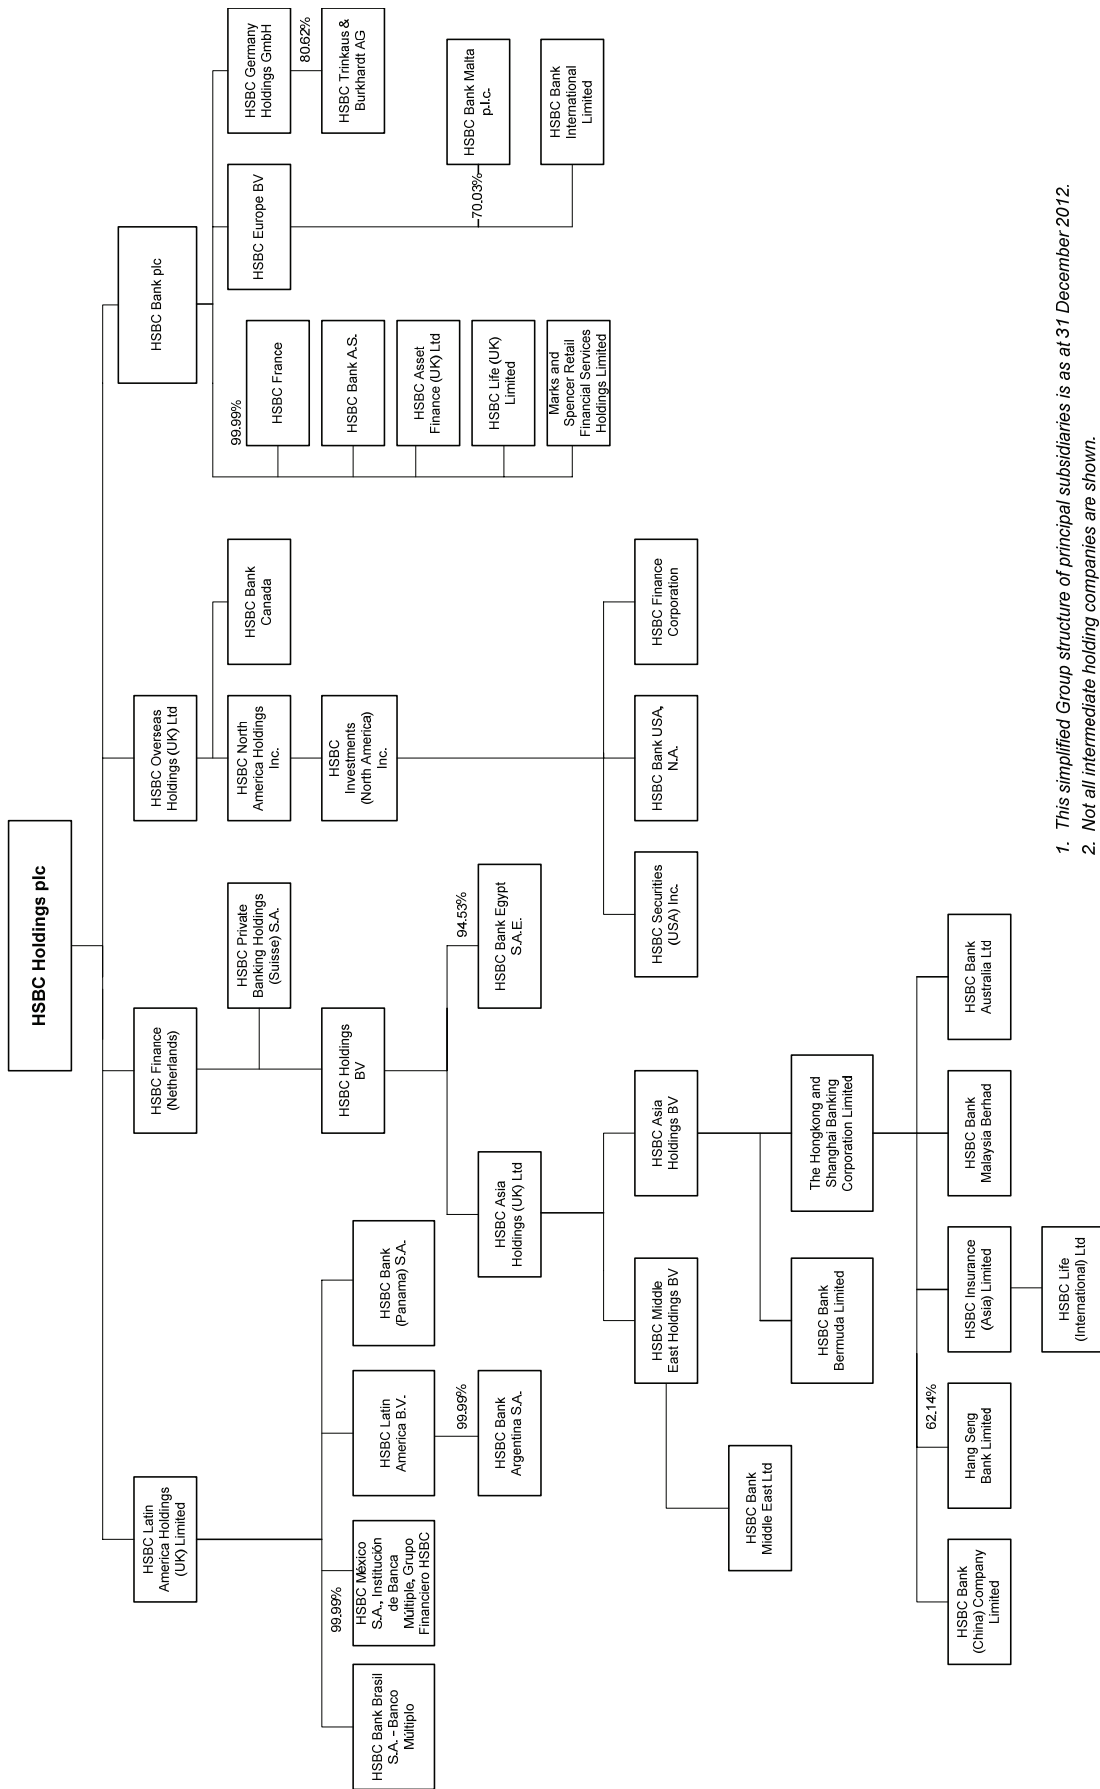 HSBC Holdings plc
HSBC Latin
America Holdings
(UK) Limited
HSBC Finance
(Netherlands)
HSBC Overseas
Holdings (UK) Ltd
HSBC Bank plc
HSBC Bank Brasil
S.A. – Banco
Múltiplo
99.99%
HSBC México
S.A., Institución
de Banca
Múltiple, Grupo
Financiero HSBC
HSBC Latin
America B.V.
99.99%
HSBC Bank
Argentina S.A.
HSBC Bank
(Panama) S.A.
HSBC Private
Banking Holdings
(Suisse) S.A.
HSBC Holdings
BV
HSBC Asia
Holdings (UK) Ltd
94.53%
HSBC Bank Egypt
S.A.E.
HSBC Middle
East Holdings BV
HSBC Bank
Middle East Ltd
HSBC Asia
Holdings BV
HSBC Bank
Bermuda Limited
The Hongkong and
Shanghai Banking
Corporation Limited
HSBC Bank
(China) Company
Limited
62.14%
Hang Seng
Bank Limited
HSBC Insurance
(Asia) Limited
HSBC Life
(International) Ltd
HSBC Bank
Malaysia Berhad
HSBC Bank
Australia Ltd
HSBC North
America Holdings
Inc.
HSBC Bank
Canada
HSBC
Investments
(North America)
Inc.
HSBC Securities
(USA) Inc.
HSBC Bank USA,
N.A.
HSBC Finance
Corporation
99.99%
HSBC France
HSBC Bank A.S.
HSBC Asset
Finance (UK) Ltd
HSBC Life (UK)
Limited
Marks and
Spencer Retail
Financial Services
Holdings Limited
HSBC Europe BV
70.03%
HSBC Bank Malta
p.l.c.
HSBC Bank
International
Limited
HSBC Germany
Holdings GmbH
80.62%
HSBC Trinkaus &
Burkhardt AG
1. This simplified Group structure of principal subsidiaries is as at 31 December 2012.
2. Not all intermediate holding companies are shown.